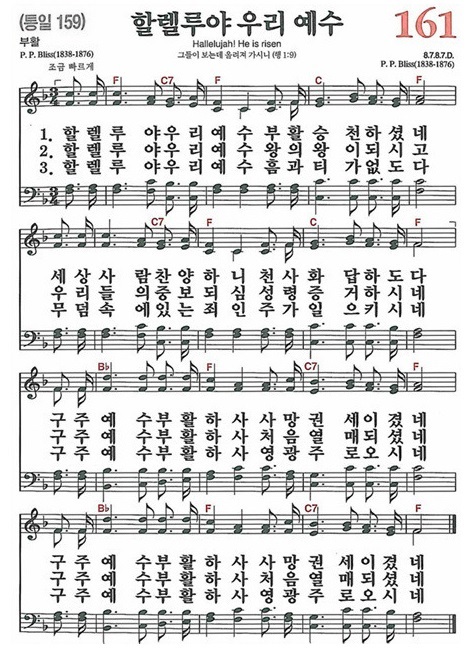 (통일 159)
할렐루야 우리 예수
161
부활
Hallelujah! He is risen
P. P. Bliss(1838-1876)
그들이 보는데 올려져 가시니 (행 1:9)
8.7.8.7.D.
P. P. Bliss(1838-1876)
조금 빠르게
F C7 F C F
1. 할렐루 야우리예수부활승 천하셨네
2. 할렐루 야우리예수왕의왕 이되시고
3. 할렐루 야우리예수흠과티 가없도다
C7 F C7 F
세상사 람찬양하니천사화 답하도다
우리들 의중보되심성령증 거하시네
무덤속 에있는죄인주가일 으키시네
B♭ F C F
구주예 수부활하사사망권 세이겼네
구주예 수부활하사처음열 매되셨네
구주예 수부활하사영광주 로오시네
F C7 F
구주예 수부활하사사망권 세이겼네
구주예 수부활하사처음열 매되셨네
구주예 수부활하사영광주 로오시네